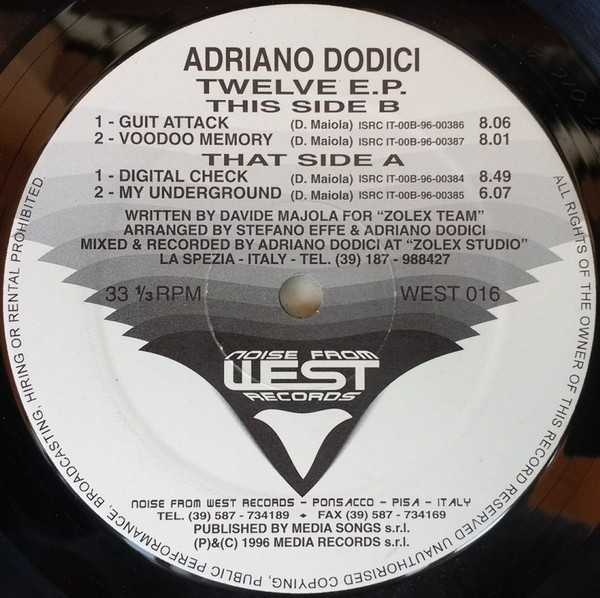 ADRIANO DODICI
TWELVE E.P.
THIS SIDE B
1 - GUIT ATTACK (D. Maiola) ISRC IT-00B-96-00386 8.06
2 - VOODOO MEMORY (D. Maiola) ISRC IT-00B-96-00387 8.01
THAT SIDE A
1 - DIGITAL CHECK (D. Maiola) ISRC IT-00B-96-00384 8.49
2 - MY UNDERGROUND (D. Maiola) ISRC IT-00B-96-00385 6.07
WRITTEN BY DAVIDE MAJOLA FOR "ZOLEX TEAM"
ARRANGED BY STEFANO EFFE & ADRIANO DODICI
MIXED & RECORDED BY ADRIANO DODICI AT "ZOLEX STUDIO"
LA SPEZIA - ITALY - TEL. (39) 187 - 988427
33 1/3 RPM WEST 016
NOISE FROM
WEST
RECORDS
NOISE FROM WEST RECORDS - PONSACCO - PISA - ITALY
TEL. (39) 587 - 734189 + FAX (39) 587 - 734169
PUBLISHED BY MEDIA SONGS s.r.l.
(P)&(C) 1996 MEDIA RECORDS s.r.l.
ALL RIGHTS OF THE OWNER OF THIS RECORD RESERVED UNAUTHORISED COPYING, PUBLIC PERFORMANCE, BROADCASTING, HIRING OR RENTAL PROHIBITED.